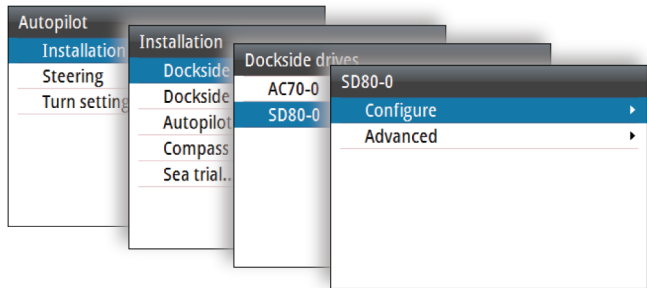 Autopilot
Installation
Steering
Turn setting
Installation
Dockside
Dockside
Autopilot
Compass
Sea trial..
Dockside drives
AC70-0
SD80-0
SD80-0
Configure
Advanced